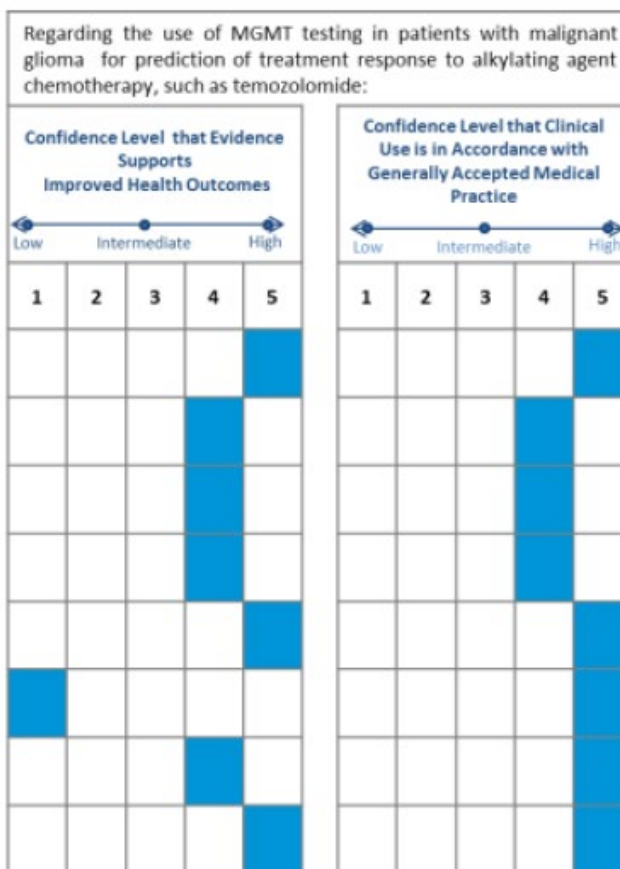 Regarding the use of MGMT testing in patients with malignant
glioma for prediction of treatment response to alkylating agent
chemotherapy, such as temozolomide:
Confidence Level that Evidence
Supports
Improved Health Outcomes
Low Intermediate High
1 2 3 4 5
Confidence Level that Clinical
Use is in Accordance with
Generally Accepted Medical
Practice
Low Intermediate High
1 2 3 4 5